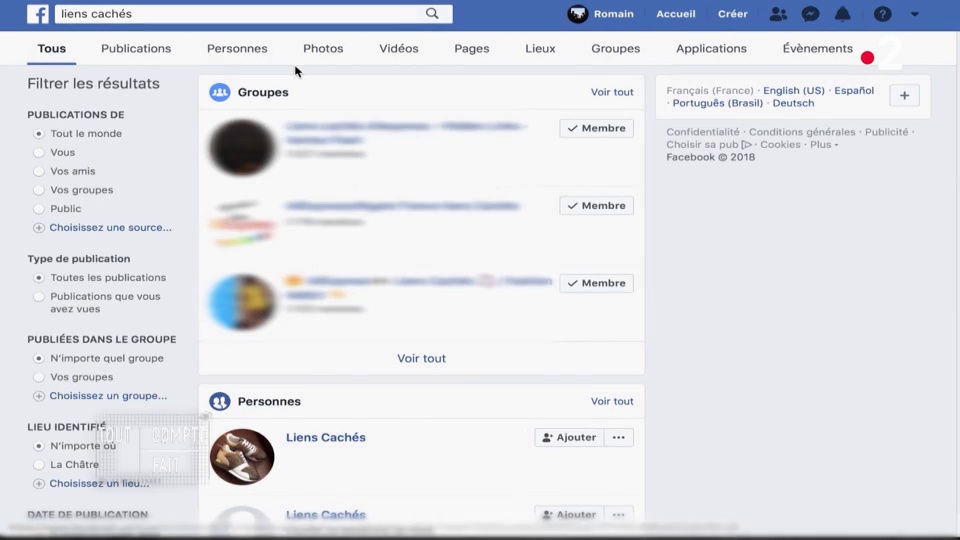 liens cachés
Romain
Accueil
Créer
Tous
Publications
Personnes
Photos
Vidéos
Pages
Lieux
Groupes
Applications
Évènements
2
Filtrer les résultats
PUBLICATIONS DE
Tout le monde
Vous
Vos amis
Vos groupes
Public
Choisissez une source...
Type de publication
Toutes les publications
Publications que vous
avez vues
PUBLIÉES DANS LE GROUPE
N'importe quel groupe
Vos groupes
Choisissez un groupe...
LIEU IDENTIFIÉ
N'importe où
La Châtre
Choisissez un lieu...
DATE DE PUBLICATION
TOUT COMPTE
FAIT
Groupes
Voir tout
Membre
Membre
Membre
Voir tout
Personnes
Voir tout
Liens Cachés
Ajouter
Liens Cachés
Ajouter
Français (France) · English (US) · Español
· Português (Brasil) · Deutsch
Confidentialité · Conditions générales · Publicité ·
Choisir sa pub · Cookies · Plus
Facebook © 2018